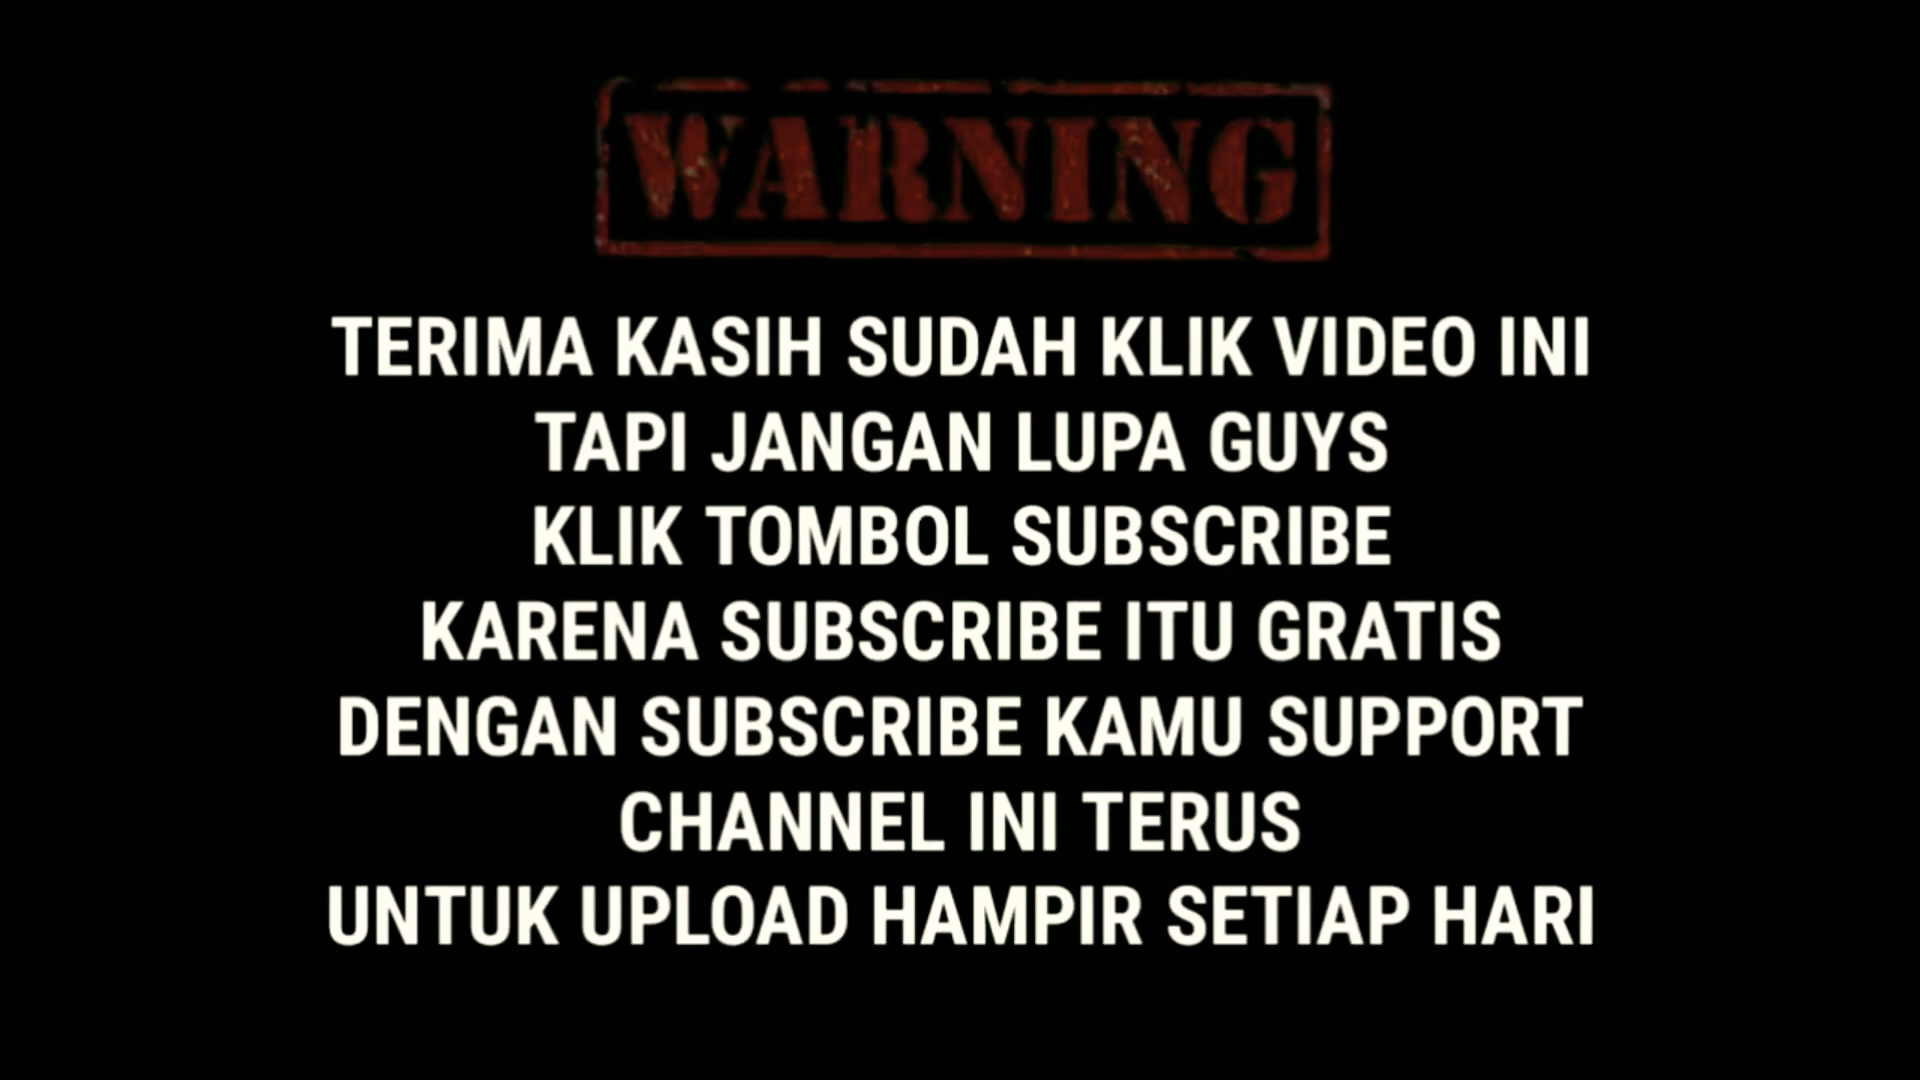 WARNING
TERIMA KASIH SUDAH KLIK VIDEO INI
TAPI JANGAN LUPA GUYS
KLIK TOMBOL SUBSCRIBE
KARENA SUBSCRIBE ITU GRATIS
DENGAN SUBSCRIBE KAMU SUPPORT
CHANNEL INI TERUS
UNTUK UPLOAD HAMPIR SETIAP HARI